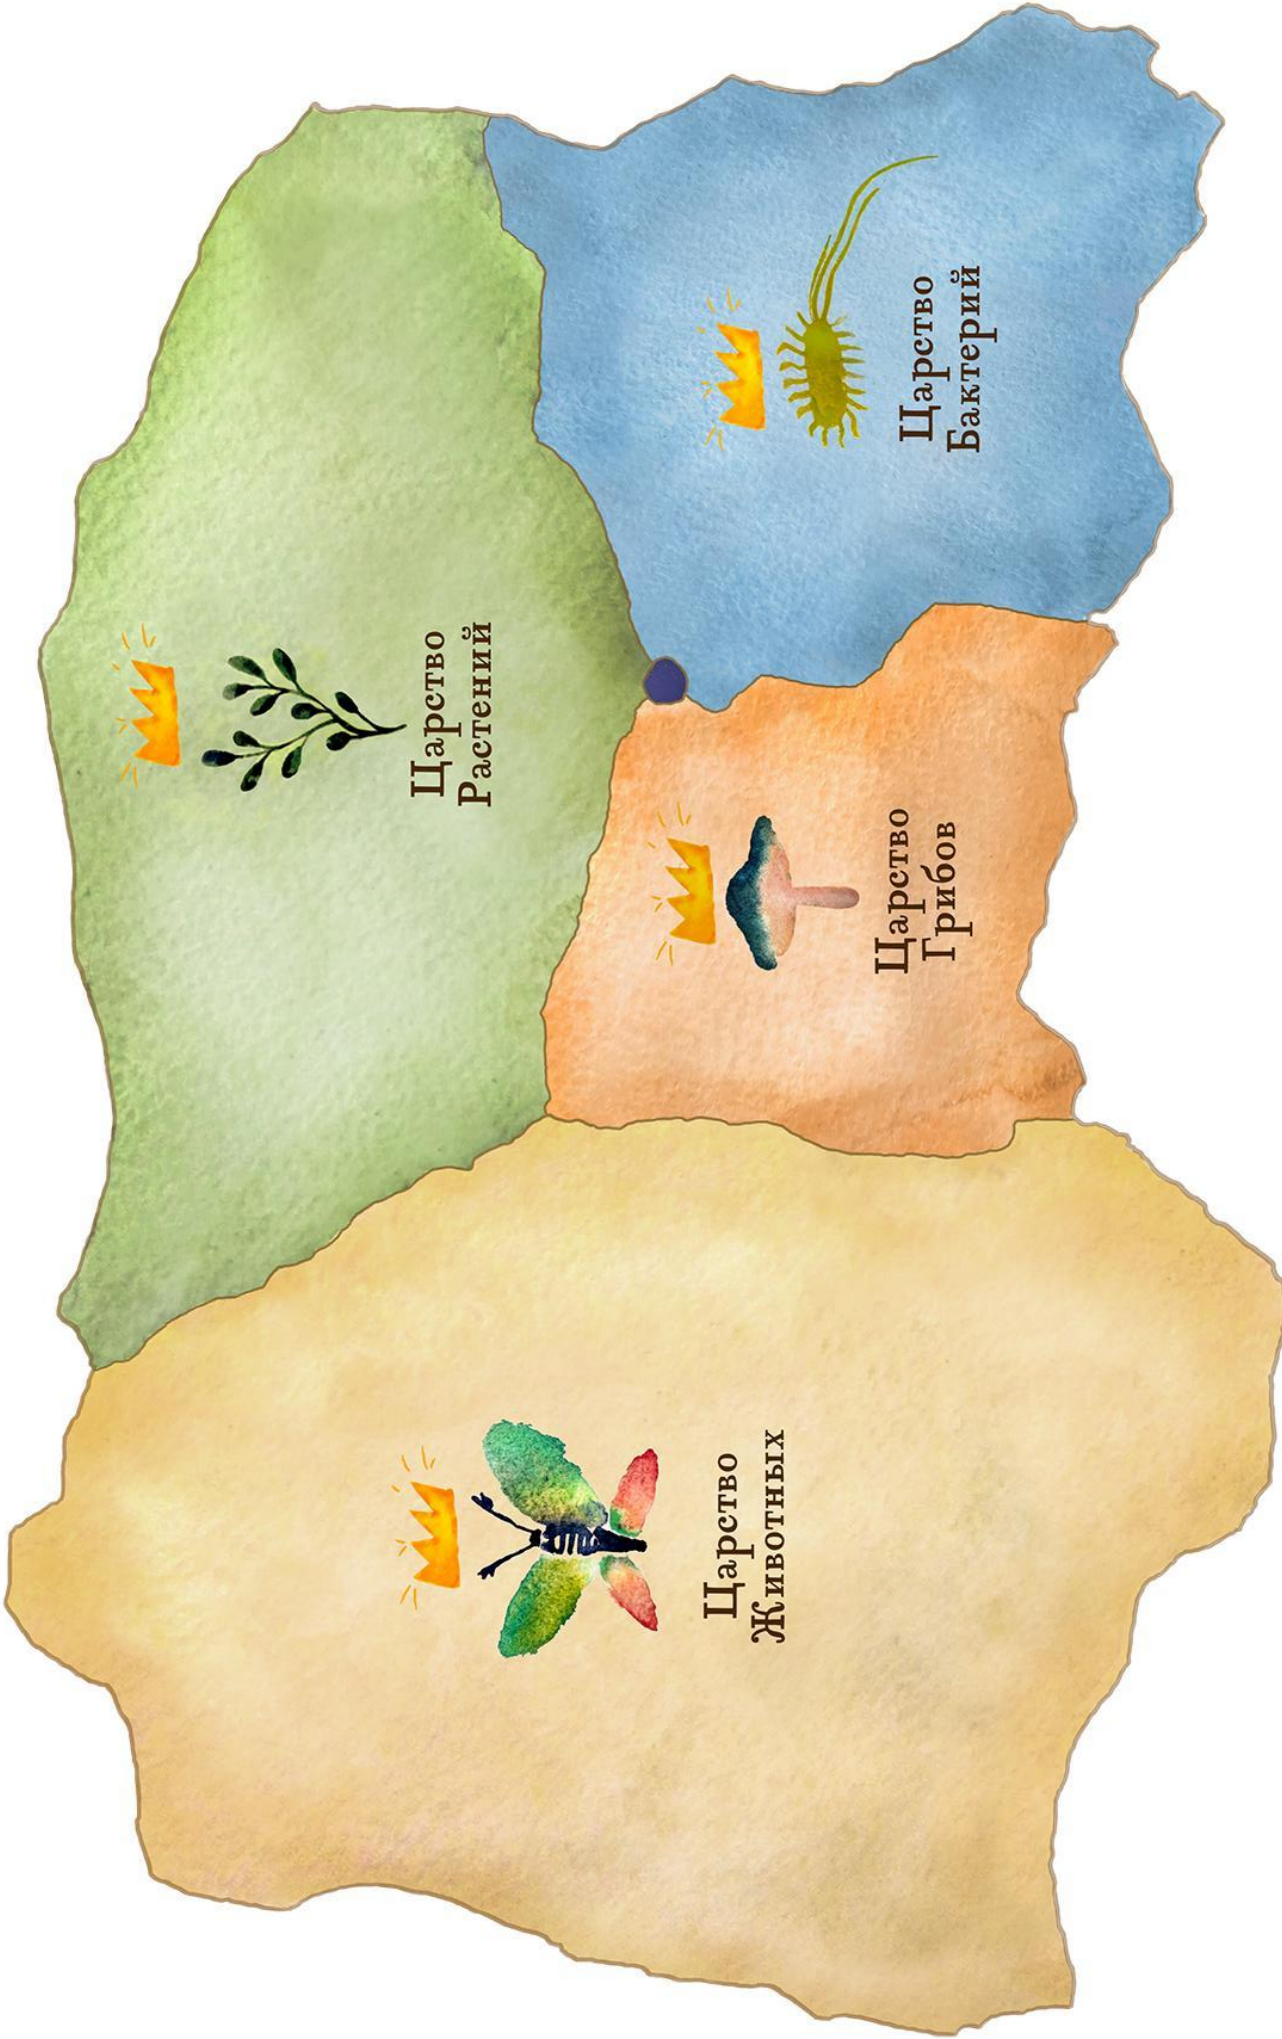 Царство
Растений
Царство
Бактерий
Царство
Грибов
Царство
Животных